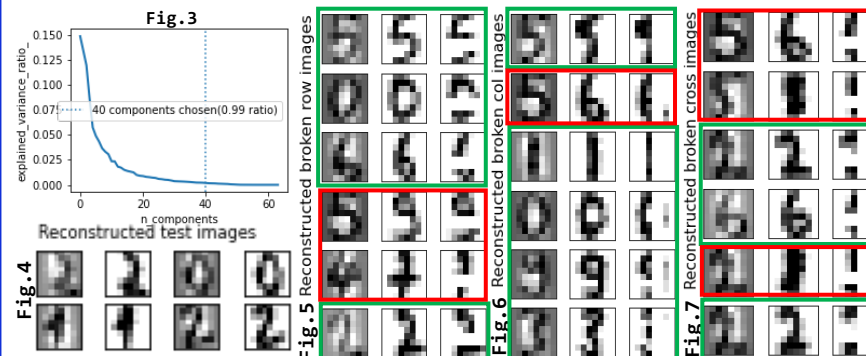 Fig.3
explained_variance_ratio_
0.150
0.125
0.100
0.075
0.050
0.025
0.000
40 components chosen(0.99 ratio)
0
20
40
60
n_components
Reconstructed test images
Fig.4
Reconstructed broken row images
Fig.5
Reconstructed broken col images
Fig.6
Reconstructed broken cross images
Fig.7